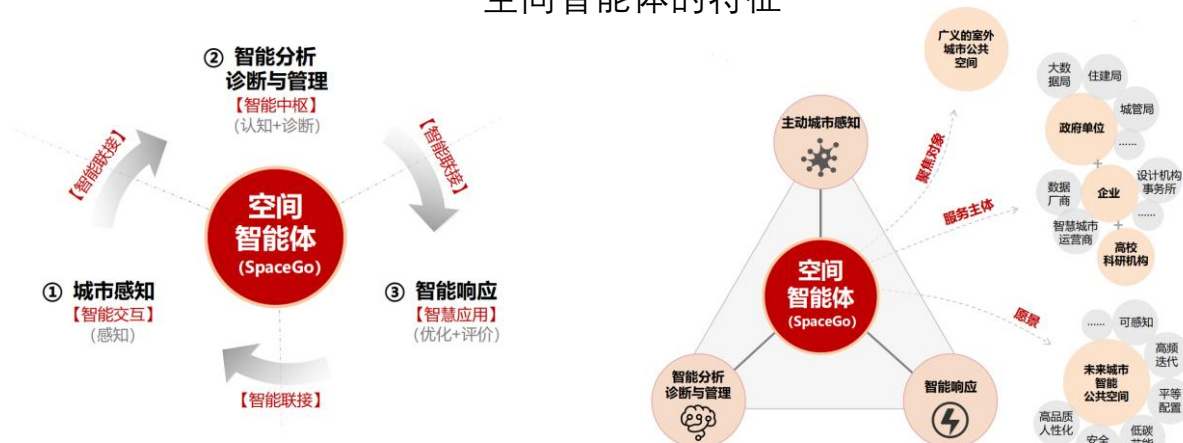 空间智能体的特征
② 智能分析
诊断与管理
【智能中枢】
(认知+诊断)
【智能联接】
【智能联接】
空间
智能体
(SpaceGo)
① 城市感知
【智能交互】
(感知)
③ 智能响应
【智慧应用】
(优化+评价)
【智能联接】
广义的室外
城市公共
空间
主动城市感知
聚焦对象
服务主体
愿景
空间
智能体
(SpaceGo)
智能分析
诊断与管理
智能响应
大数
据局
住建局
城管局
政府单位
......
+
数据
厂商
企业
设计机构
事务所
......
智慧城市
运营商
+
高校
科研机构
......
可感知
高频
迭代
未来城市
智能
公共空间
平等
配置
高品质
人性化
安全
低碳